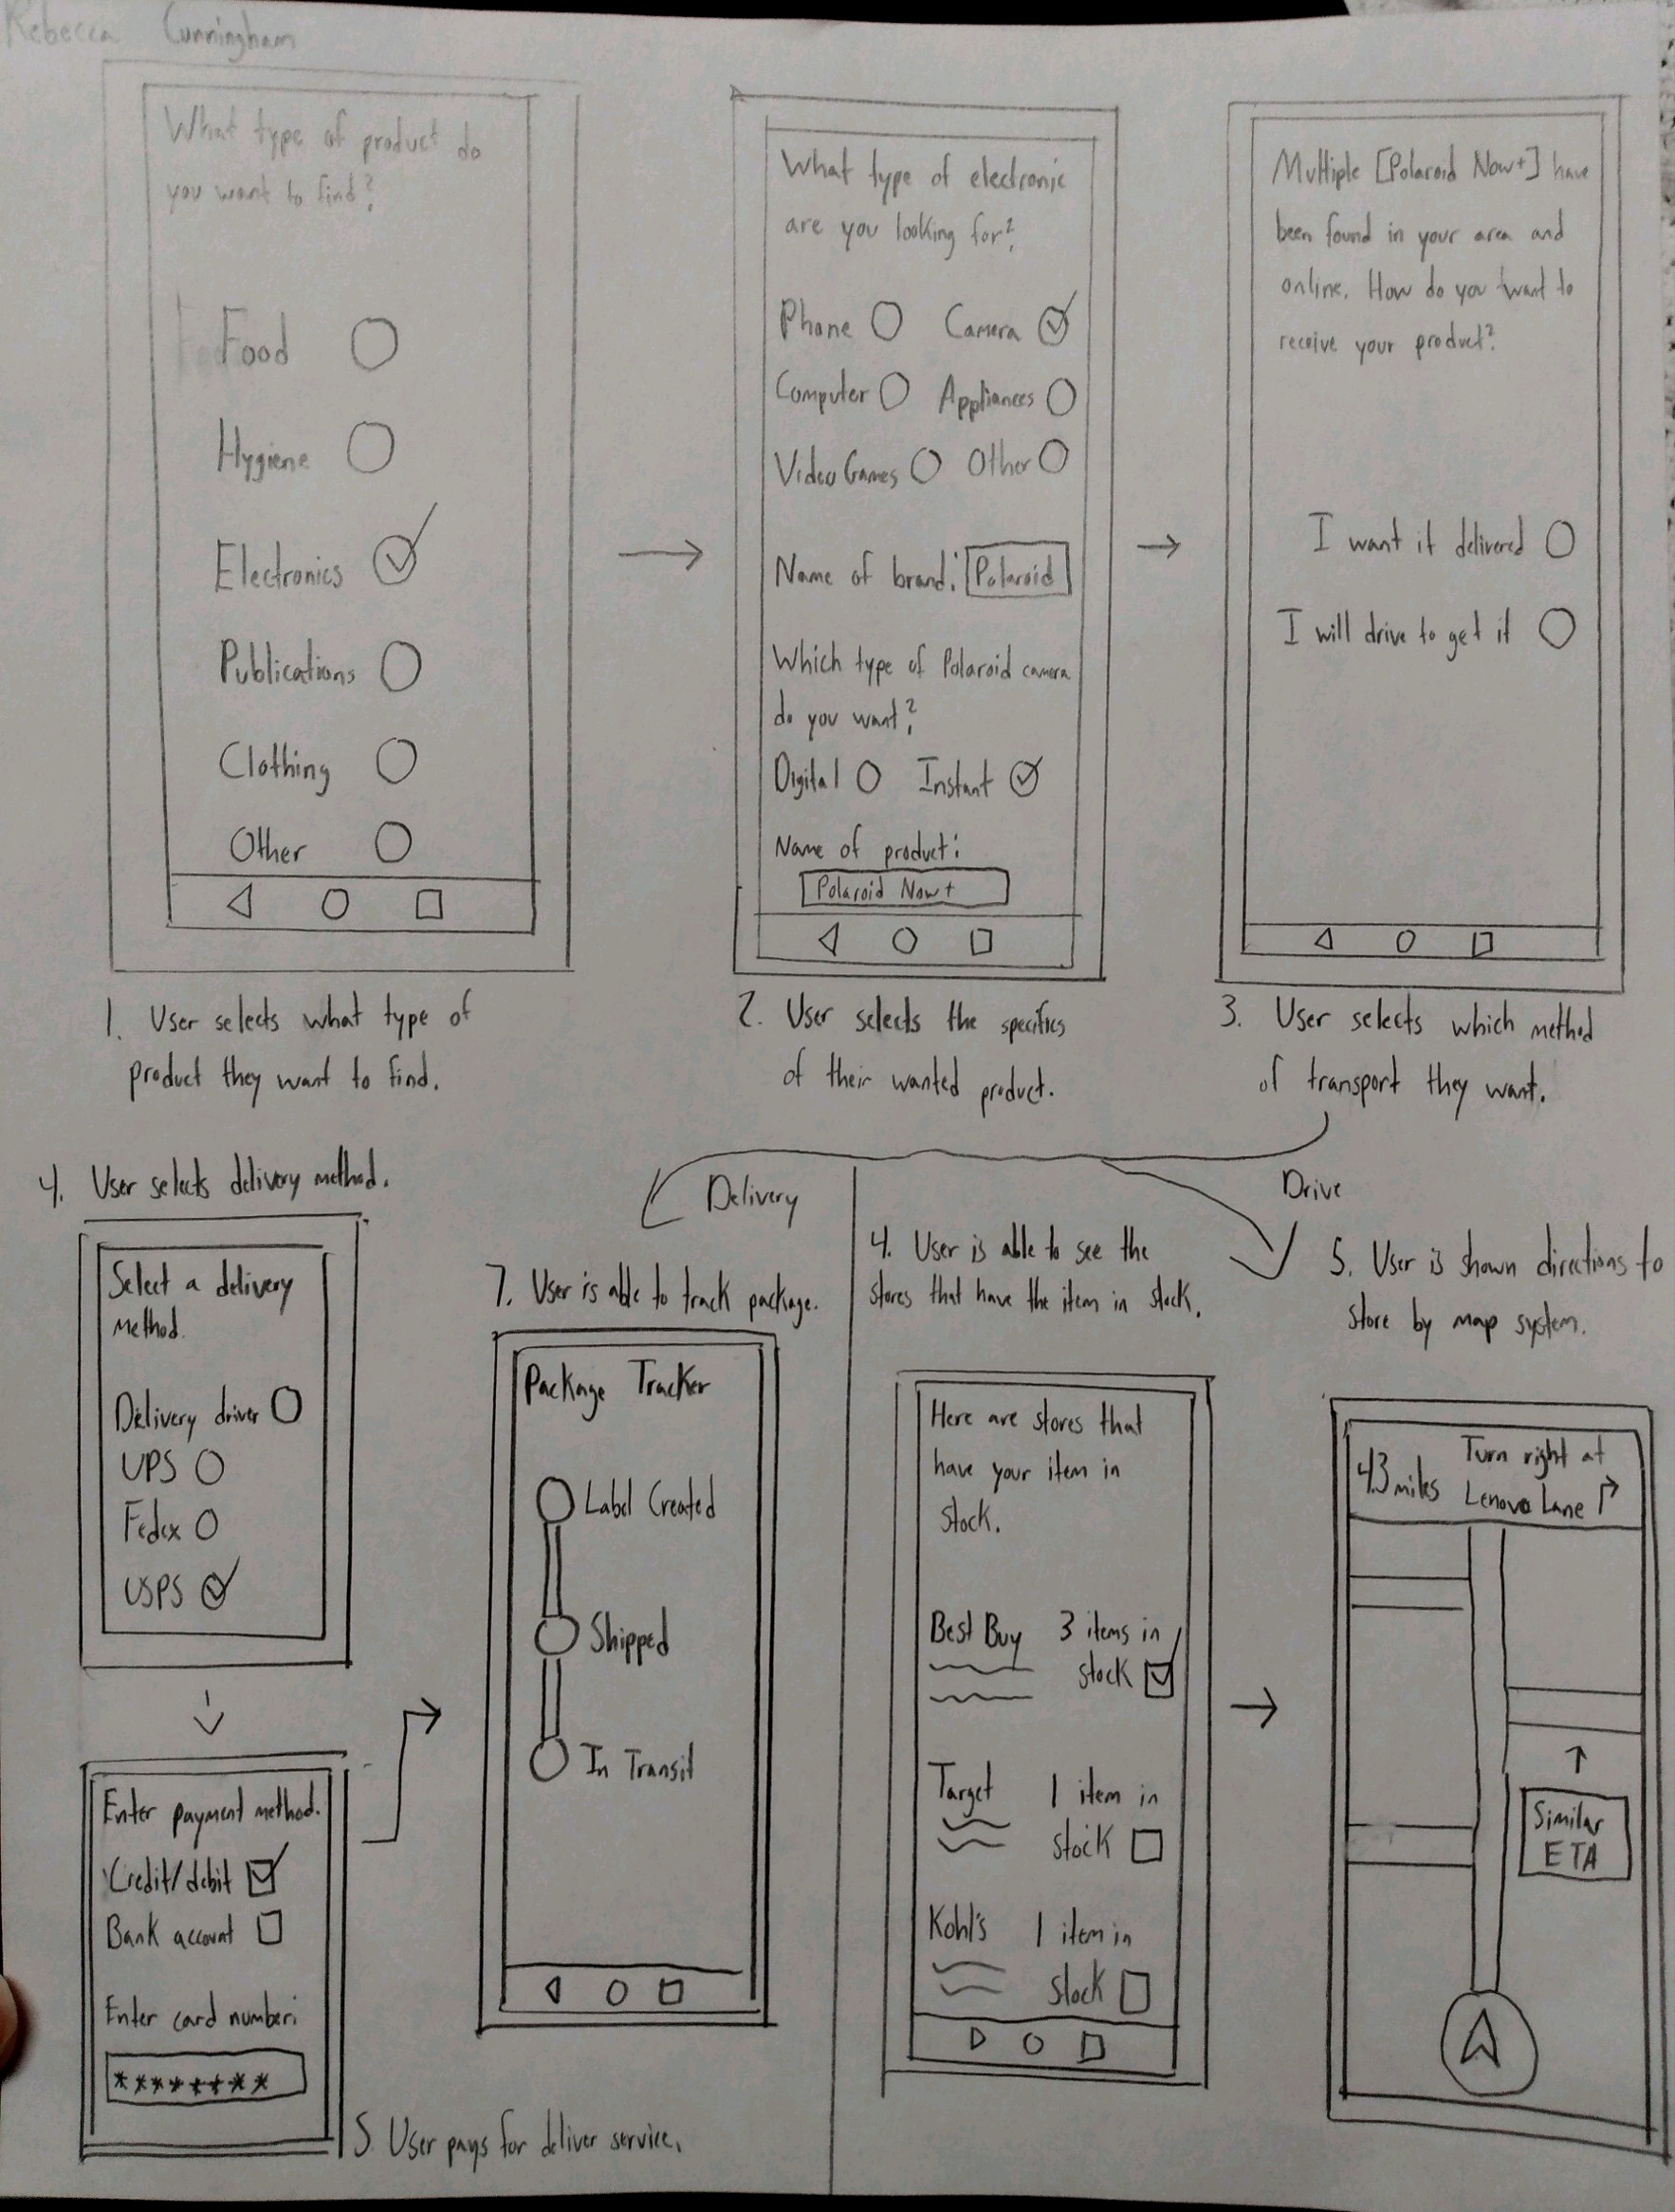 Rebecca Cunningham
What type of product do
you want to find?
Food
Hygiene
Electronics
Publications
Clothing
Other
1. User selects what type of
product they want to find.
What type of electronic
are you looking for?
Phone Camera
Computer Appliances
Video Games Other
Name of brand: Polaroid
Which type of Polaroid camera
do you want?
Digital Instant
Name of product:
Polaroid Now+
2. User selects the specifics
of their wanted product.
Multiple [Polaroid Now+] have
been found in your area and
online. How do you want to
receive your product?
I want it delivered
I will drive to get it
3. User selects which method
of transport they want.
Delivery
Drive
4. User selects delivery method.
Select a delivery
method.
Delivery driver
UPS
Fedex
USPS
Enter payment method.
Credit/debit
Bank account
Enter card number:
********
5. User pays for deliver service.
7. User is able to track package.
Package Tracker
Label Created
Shipped
In Transit
4. User is able to see the
stores that have the item in stock.
Here are stores that
have your item in
stock.
Best Buy 3 items in
stock
Target 1 item in
stock
Kohl's 1 item in
stock
5. User is shown directions to
store by map system.
43 miles Turn right at
Lenovo Lane
Similar
ETA